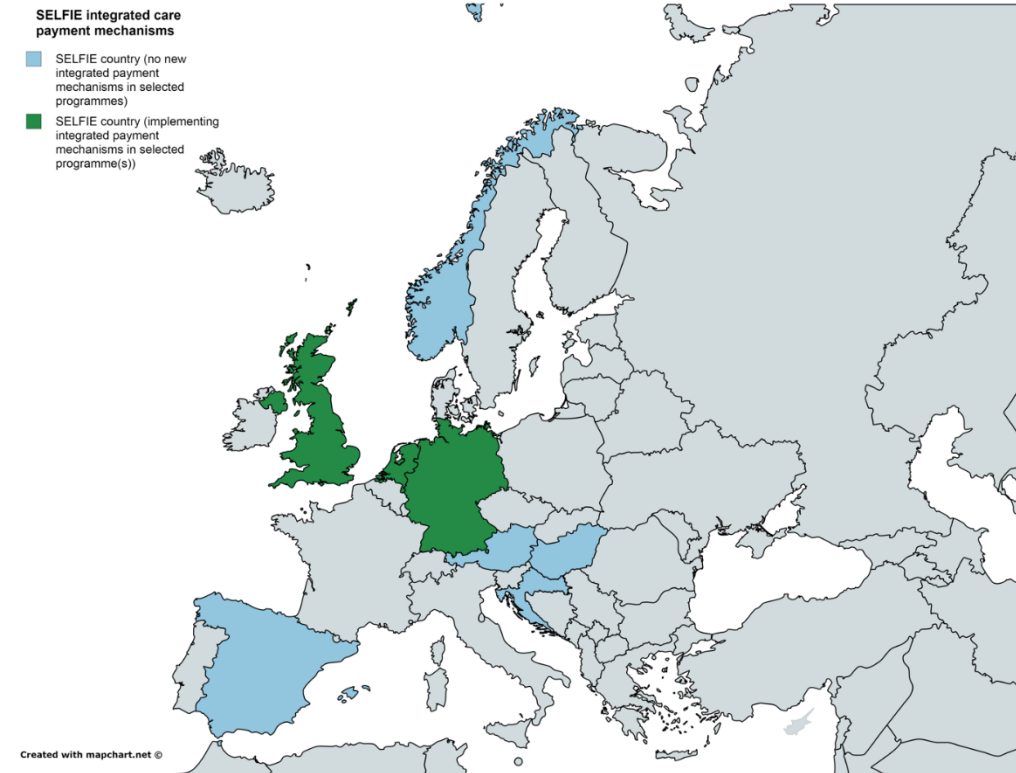 SELFIE integrated care
payment mechanisms
SELFIE country (no new
integrated payment
mechanisms in selected
programmes)
SELFIE country (implementing
integrated payment
mechanisms in selected
programme(s))
Created with mapchart.net ©